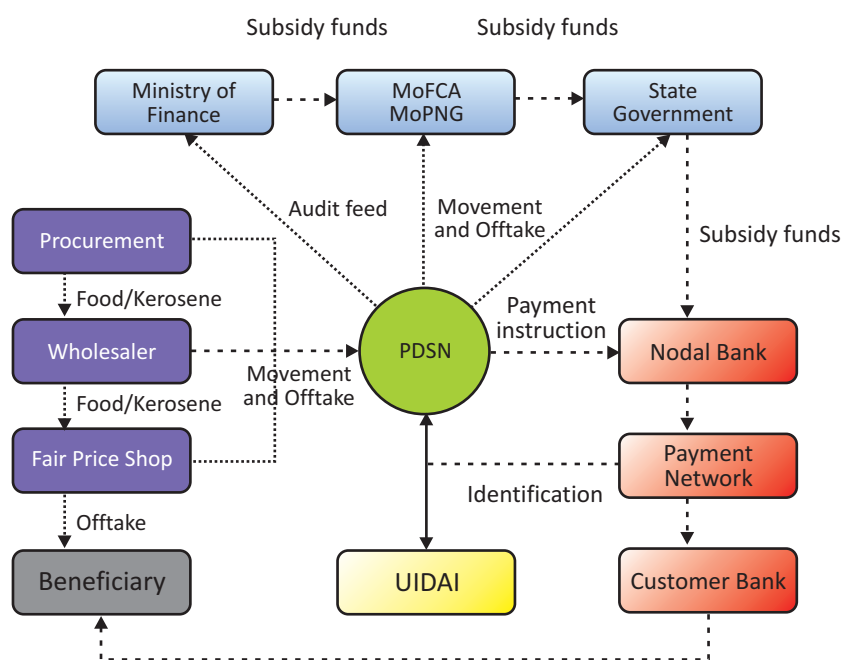 Subsidy funds
Subsidy funds
Ministry of
Finance
MoFCA
MoPNG
State
Government
Audit feed
Movement
and Offtake
Subsidy funds
Procurement
Food/Kerosene
Wholesaler
PDSN
Payment
instruction
Nodal Bank
Movement
and Offtake
Food/Kerosene
Fair Price Shop
Payment
Network
Identification
Offtake
Beneficiary
UIDAI
Customer Bank